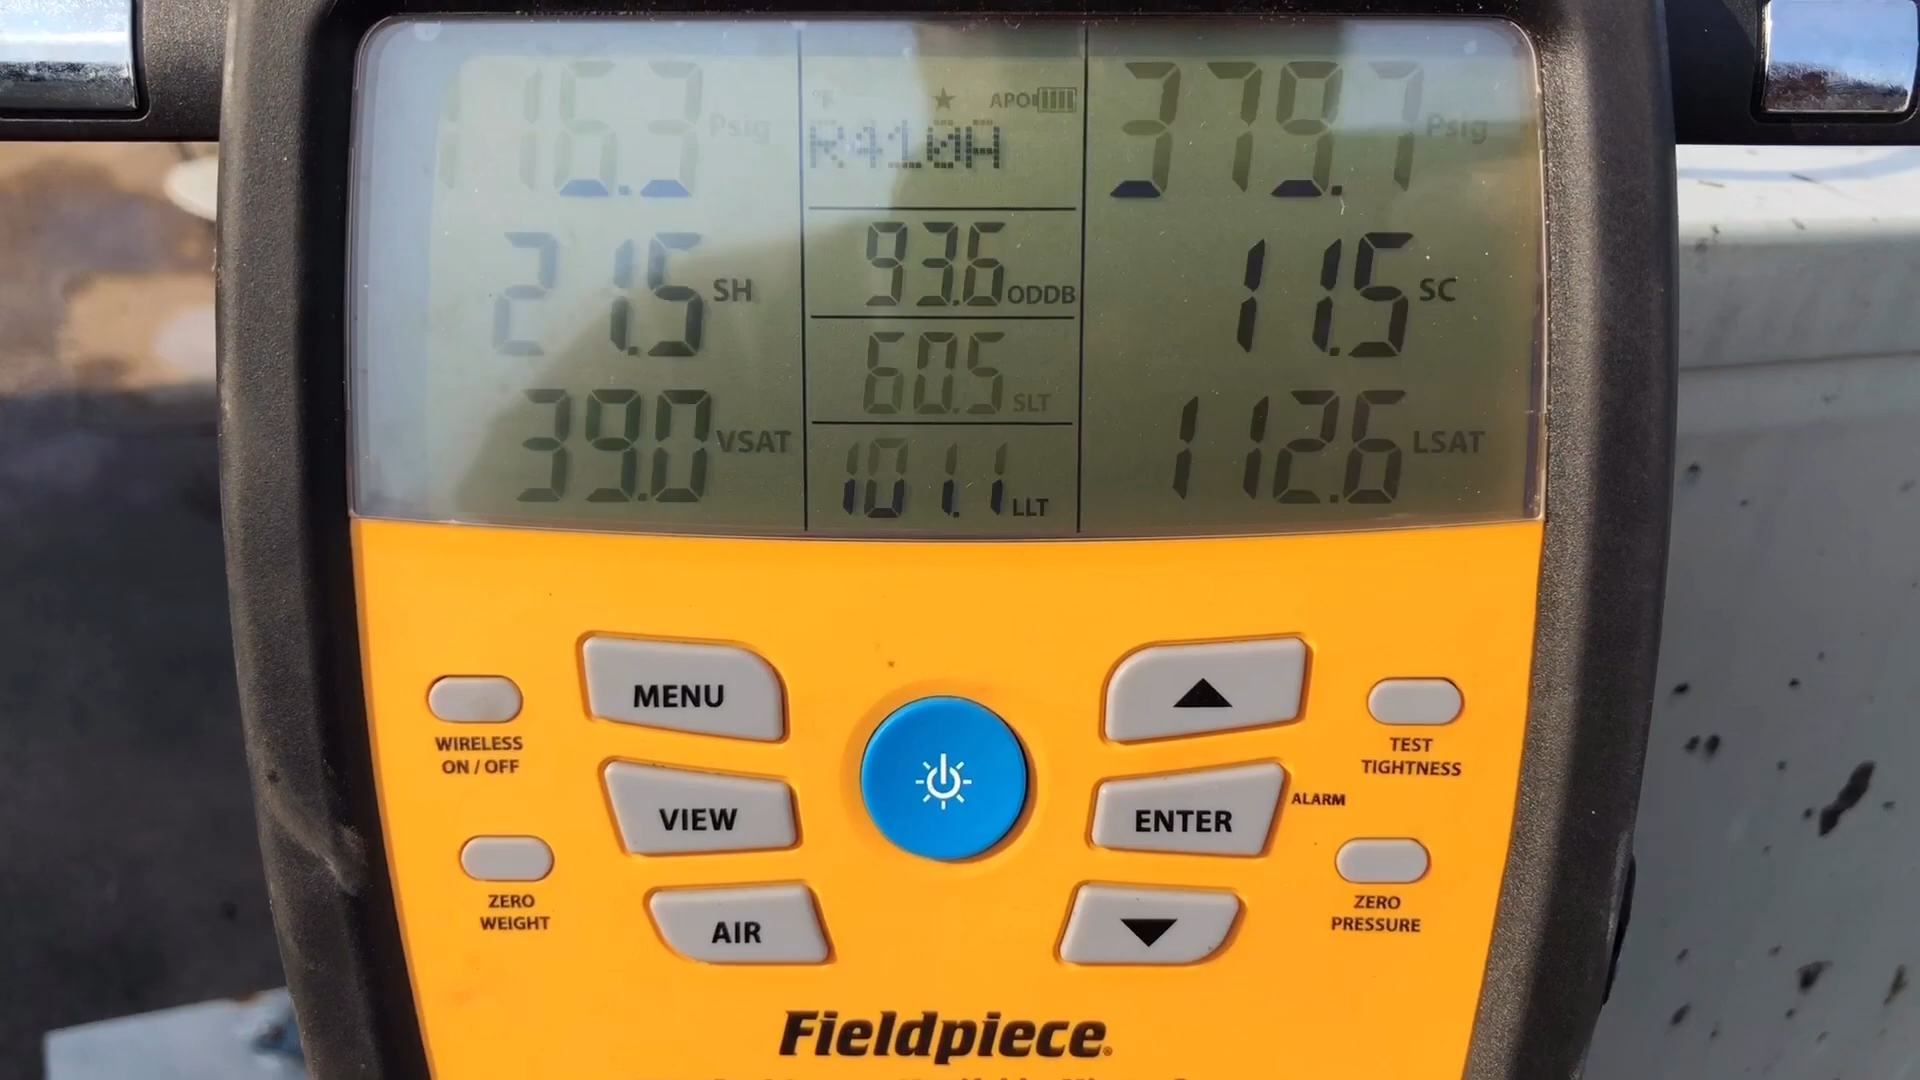 116.3 Psig
°F ★ APO
R410A
379.7 Psig
21.5 SH
93.6 ODDB
11.5 SC
60.5 SLT
39.0 VSAT
101.1 LLT
112.6 LSAT
MENU
WIRELESS
ON / OFF
TEST
TIGHTNESS
VIEW
ENTER
ALARM
ZERO
WEIGHT
AIR
ZERO
PRESSURE
Fieldpiece®